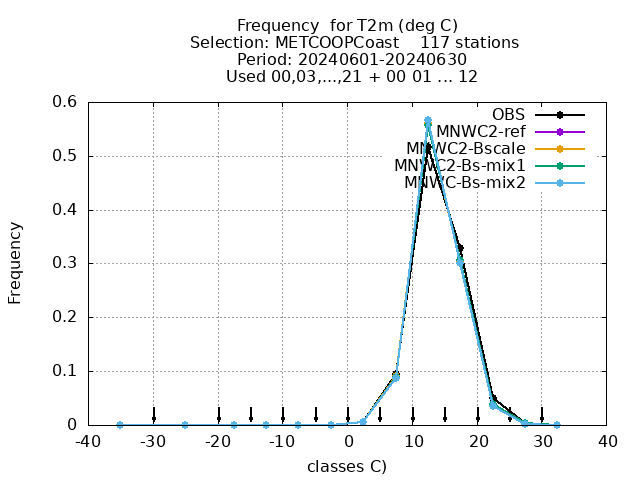 Frequency  for T2m (deg C)
Selection: METCOOPCoast    117 stations
Period: 20240601-20240630
Used 00,03,...,21 + 00 01 ... 12
OBS
MNWC2-ref
MNWC2-Bscale
MNWC2-Bs-mix1
MNWC-Bs-mix2
Frequency
0.6
0.5
0.4
0.3
0.2
0.1
0
-40 -30 -20 -10 0 10 20 30 40
classes C)